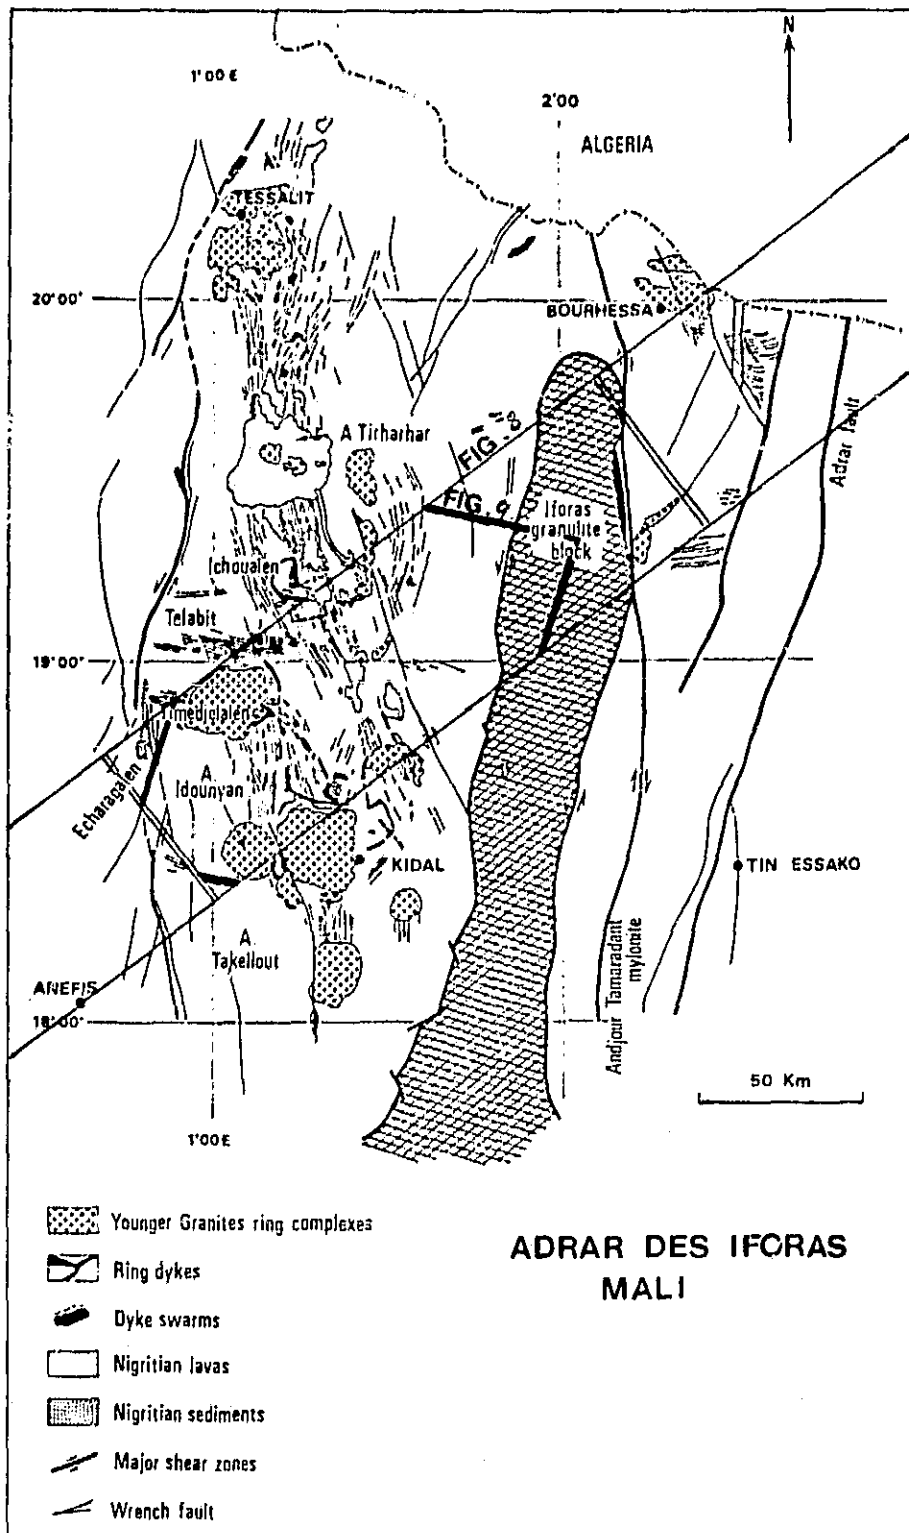 N
1°00 E
2°00
ALGERIA
A.
TESSALIT
20°00'
BOURHESSA
A Tirharhar
FIG. 8
FIG. 9
Adrar fault
Iforas
granulite
block
Ichoualen
Telabit
19°00'
Timedjelalen
Echaragalen
A
Idounyan
KIDAL
TIN ESSAKO
A.
Takellout
ANEFIS
18°00'
Andjour Tamaradant
mylonite
50 Km
1°00 E
Younger Granites ring complexes
Ring dykes
Dyke swarms
Nigritian lavas
Nigritian sediments
Major shear zones
Wrench fault
ADRAR DES IFORAS
MALI